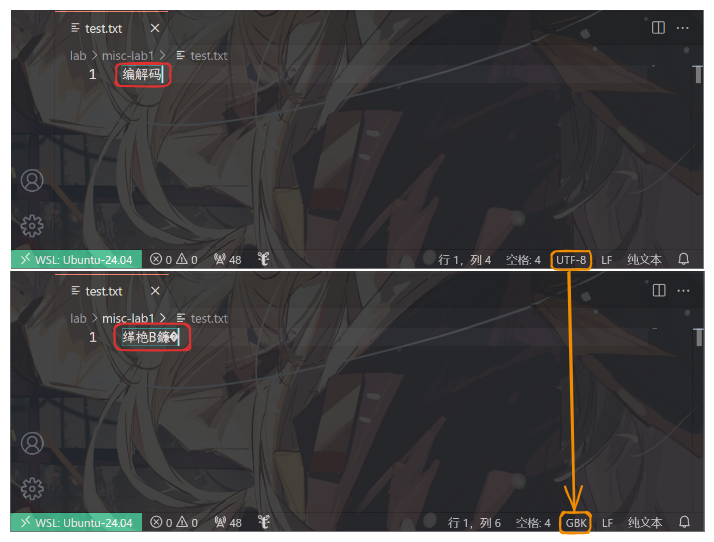 test.txt
lab > misc-lab1 > test.txt
1 编解码
WSL: Ubuntu-24.04 0 0 48 行 1，列 4 空格: 4 UTF-8 LF 纯文本
test.txt
lab > misc-lab1 > test.txt
1 缂栬В鐮�
WSL: Ubuntu-24.04 0 0 48 行 1，列 6 空格: 4 GBK LF 纯文本